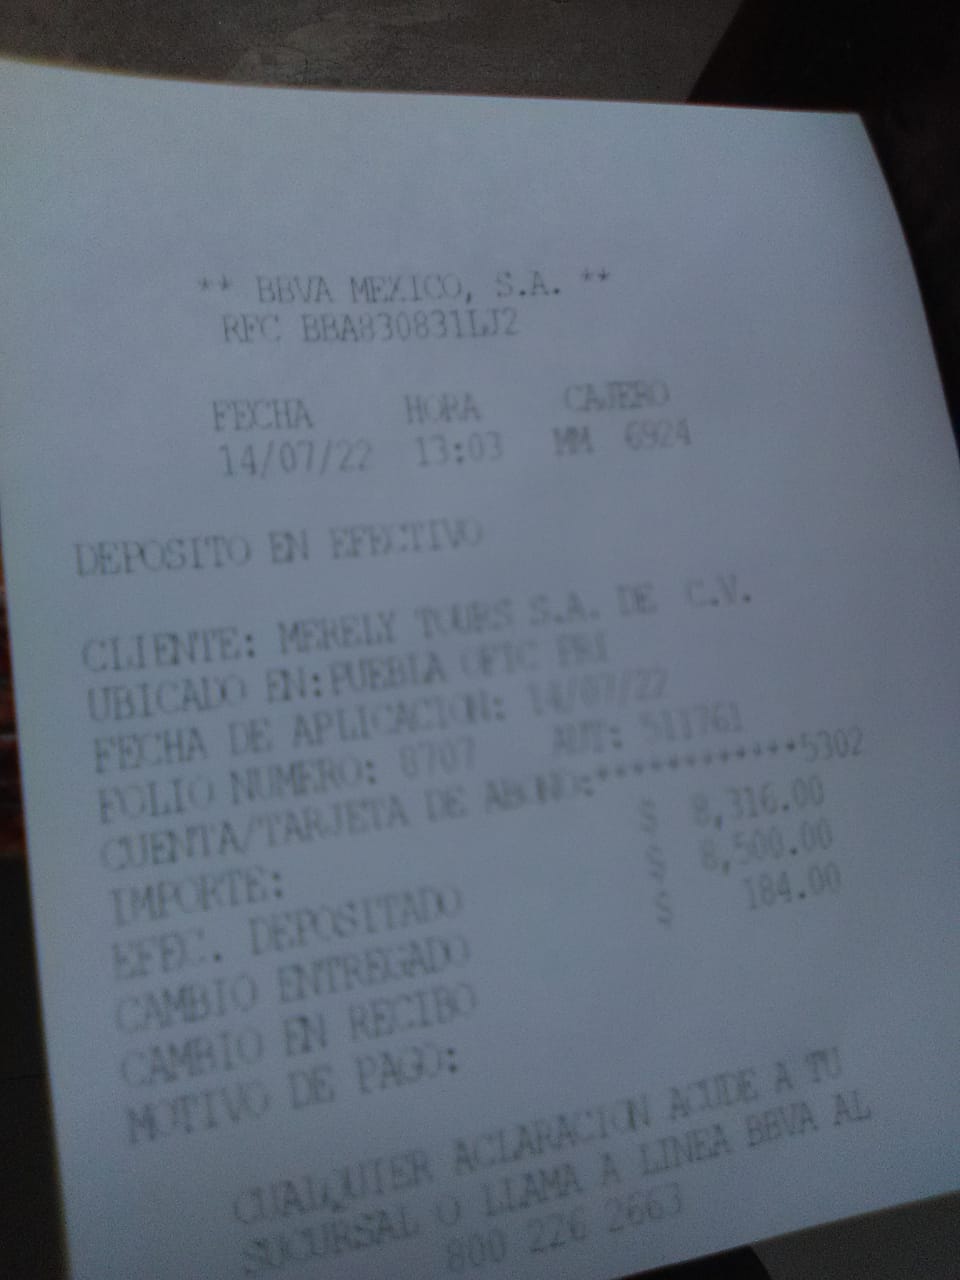 ** BBVA MEXICO, S.A. **
RFC BBA830831LJ2
FECHA HORA CAJERO
14/07/22 13:03 MM 6924
DEPOSITO EN EFECTIVO
CLIENTE: MERELY TOURS S.A. DE C.V.
UBICADO EN:PUEBLA OFIC PRI
FECHA DE APLICACION: 14/07/22
FOLIO NUMERO: 8707 AUT: 511761
CUENTA/TARJETA DE ABONO:************5302
IMPORTE: $ 8,316.00
EFEC. DEPOSITADO $ 8,500.00
CAMBIO ENTREGADO $ 184.00
CAMBIO EN RECIBO
MOTIVO DE PAGO:
CUALQUIER ACLARACION ACUDE A TU
SUCURSAL O LLAMA A LINEA BBVA AL
800 226 2663